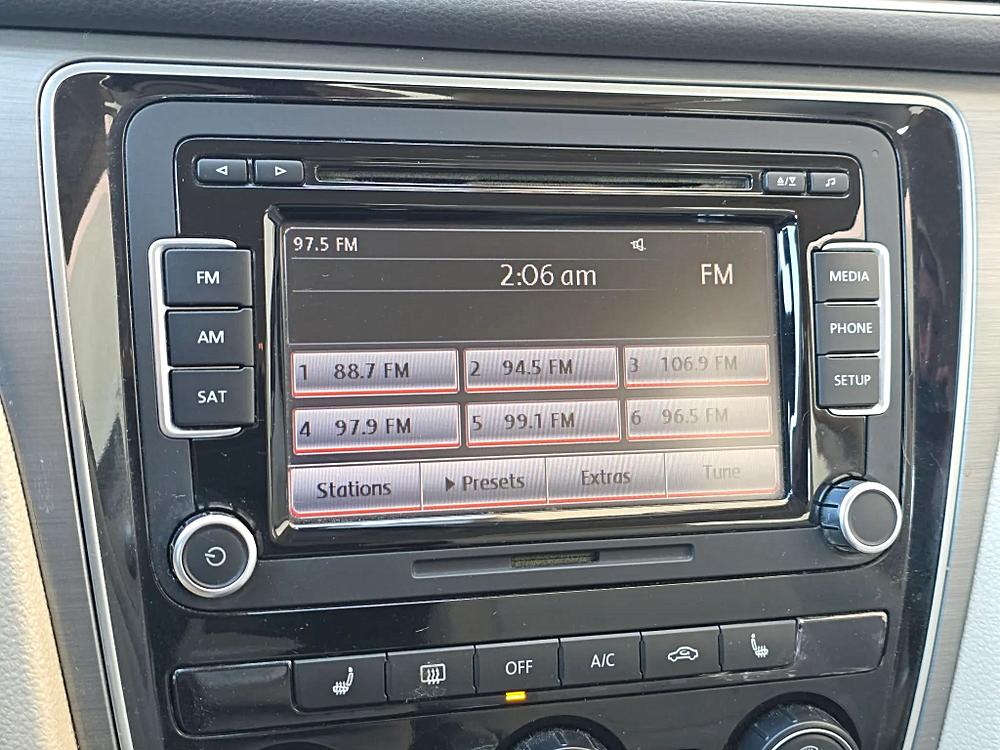 97.5 FM
2:06 am FM
FM
AM
SAT
MEDIA
PHONE
SETUP
1 88.7 FM 2 94.5 FM 3 106.9 FM
4 97.9 FM 5 99.1 FM 6 96.5 FM
Stations Presets Extras Tune
OFF A/C